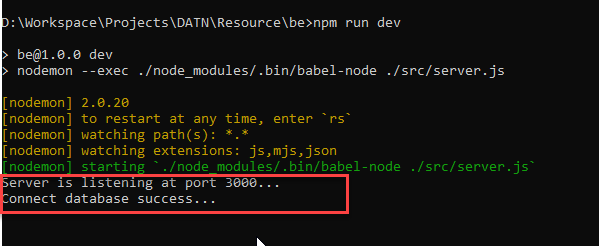 D:\Workspace\Projects\DATN\Resource\be>npm run dev
> be@1.0.0 dev
> nodemon --exec ./node_modules/.bin/babel-node ./src/server.js
[nodemon] 2.0.20
[nodemon] to restart at any time, enter `rs`
[nodemon] watching path(s): *.*
[nodemon] watching extensions: js,mjs,json
[nodemon] starting `./node_modules/.bin/babel-node ./src/server.js`
Server is listening at port 3000...
Connect database success...